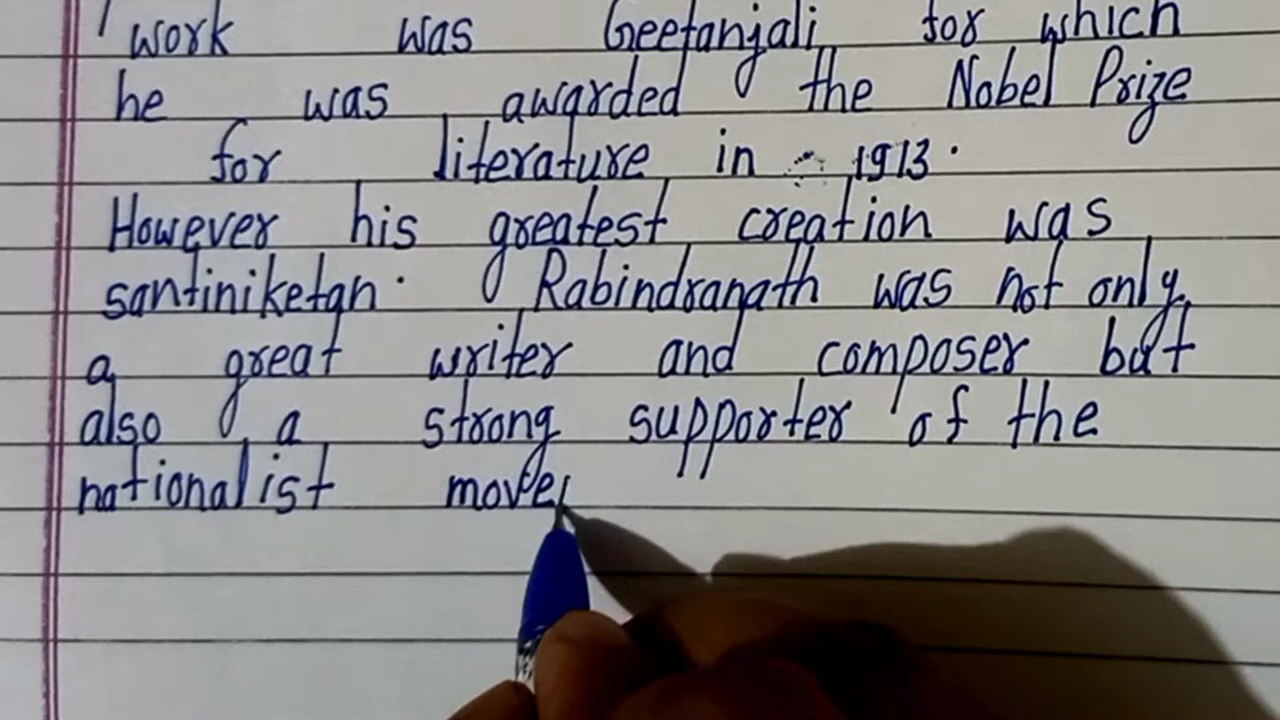 work was Geetanjali for which
he was awarded the Nobel Prize
for literature in 1913.
However his greatest creation was
santiniketan. Rabindranath was not only
a great writer and composer but
also a strong supporter of the
nationalist move